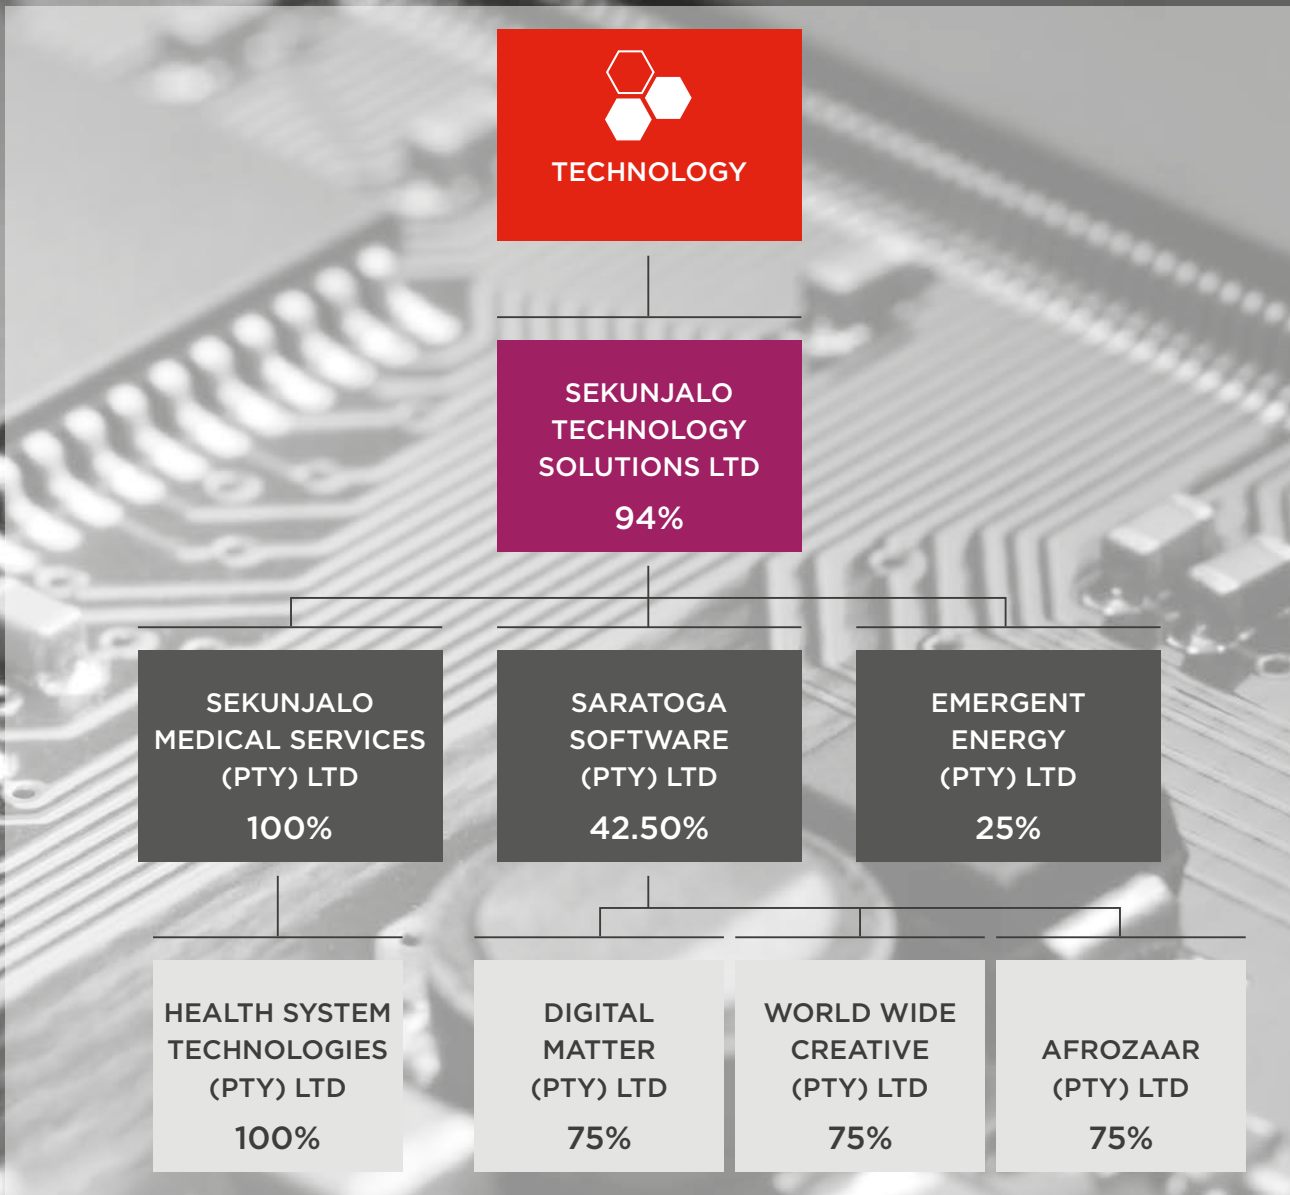 TECHNOLOGY
SEKUNJALO
TECHNOLOGY
SOLUTIONS LTD
94%
SEKUNJALO
MEDICAL SERVICES
(PTY) LTD
100%
SARATOGA
SOFTWARE
(PTY) LTD
42.50%
EMERGENT
ENERGY
(PTY) LTD
25%
HEALTH SYSTEM
TECHNOLOGIES
(PTY) LTD
100%
DIGITAL
MATTER
(PTY) LTD
75%
WORLD WIDE
CREATIVE
(PTY) LTD
75%
AFROZAAR
(PTY) LTD
75%